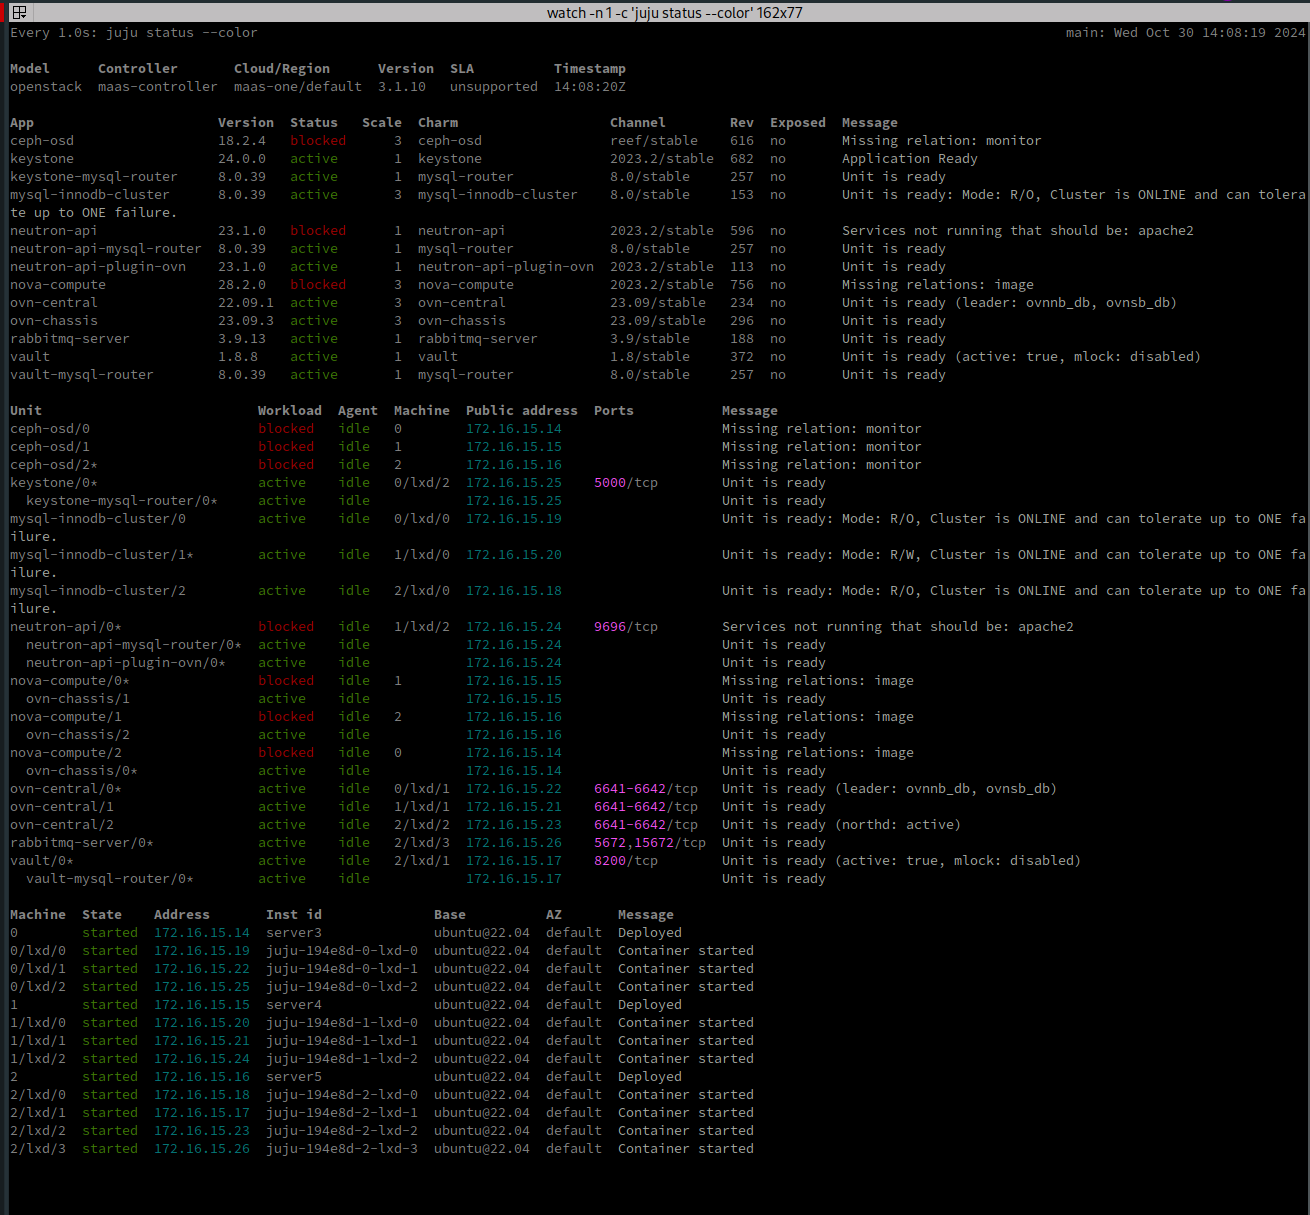 watch -n 1 -c 'juju status --color' 162x77
Every 1.0s: juju status --color main: Wed Oct 30 14:08:19 2024
Model Controller Cloud/Region Version SLA Timestamp
openstack maas-controller maas-one/default 3.1.10 unsupported 14:08:20Z
App Version Status Scale Charm Channel Rev Exposed Message
ceph-osd 18.2.4 blocked 3 ceph-osd reef/stable 616 no Missing relation: monitor
keystone 24.0.0 active 1 keystone 2023.2/stable 682 no Application Ready
keystone-mysql-router 8.0.39 active 1 mysql-router 8.0/stable 257 no Unit is ready
mysql-innodb-cluster 8.0.39 active 3 mysql-innodb-cluster 8.0/stable 153 no Unit is ready: Mode: R/O, Cluster is ONLINE and can tolera
te up to ONE failure.
neutron-api 23.1.0 blocked 1 neutron-api 2023.2/stable 596 no Services not running that should be: apache2
neutron-api-mysql-router 8.0.39 active 1 mysql-router 8.0/stable 257 no Unit is ready
neutron-api-plugin-ovn 23.1.0 active 1 neutron-api-plugin-ovn 2023.2/stable 113 no Unit is ready
nova-compute 28.2.0 blocked 3 nova-compute 2023.2/stable 756 no Missing relations: image
ovn-central 22.09.1 active 3 ovn-central 23.09/stable 234 no Unit is ready (leader: ovnnb_db, ovnsb_db)
ovn-chassis 23.09.3 active 3 ovn-chassis 23.09/stable 296 no Unit is ready
rabbitmq-server 3.9.13 active 1 rabbitmq-server 3.9/stable 188 no Unit is ready
vault 1.8.8 active 1 vault 1.8/stable 372 no Unit is ready (active: true, mlock: disabled)
vault-mysql-router 8.0.39 active 1 mysql-router 8.0/stable 257 no Unit is ready
Unit Workload Agent Machine Public address Ports Message
ceph-osd/0 blocked idle 0 172.16.15.14 Missing relation: monitor
ceph-osd/1 blocked idle 1 172.16.15.15 Missing relation: monitor
ceph-osd/2* blocked idle 2 172.16.15.16 Missing relation: monitor
keystone/0* active idle 0/lxd/2 172.16.15.25 5000/tcp Unit is ready
keystone-mysql-router/0* active idle 172.16.15.25 Unit is ready
mysql-innodb-cluster/0 active idle 0/lxd/0 172.16.15.19 Unit is ready: Mode: R/O, Cluster is ONLINE and can tolerate up to ONE fa
ilure.
mysql-innodb-cluster/1* active idle 1/lxd/0 172.16.15.20 Unit is ready: Mode: R/W, Cluster is ONLINE and can tolerate up to ONE fa
ilure.
mysql-innodb-cluster/2 active idle 2/lxd/0 172.16.15.18 Unit is ready: Mode: R/O, Cluster is ONLINE and can tolerate up to ONE fa
ilure.
neutron-api/0* blocked idle 1/lxd/2 172.16.15.24 9696/tcp Services not running that should be: apache2
neutron-api-mysql-router/0* active idle 172.16.15.24 Unit is ready
neutron-api-plugin-ovn/0* active idle 172.16.15.24 Unit is ready
nova-compute/0* blocked idle 1 172.16.15.15 Missing relations: image
ovn-chassis/1 active idle 172.16.15.15 Unit is ready
nova-compute/1 blocked idle 2 172.16.15.16 Missing relations: image
ovn-chassis/2 active idle 172.16.15.16 Unit is ready
nova-compute/2 blocked idle 0 172.16.15.14 Missing relations: image
ovn-chassis/0* active idle 172.16.15.14 Unit is ready
ovn-central/0* active idle 0/lxd/1 172.16.15.22 6641-6642/tcp Unit is ready (leader: ovnnb_db, ovnsb_db)
ovn-central/1 active idle 1/lxd/1 172.16.15.21 6641-6642/tcp Unit is ready
ovn-central/2 active idle 2/lxd/2 172.16.15.23 6641-6642/tcp Unit is ready (northd: active)
rabbitmq-server/0* active idle 2/lxd/3 172.16.15.26 5672,15672/tcp Unit is ready
vault/0* active idle 2/lxd/1 172.16.15.17 8200/tcp Unit is ready (active: true, mlock: disabled)
vault-mysql-router/0* active idle 172.16.15.17 Unit is ready
Machine State Address Inst id Base AZ Message
0 started 172.16.15.14 server3 ubuntu@22.04 default Deployed
0/lxd/0 started 172.16.15.19 juju-194e8d-0-lxd-0 ubuntu@22.04 default Container started
0/lxd/1 started 172.16.15.22 juju-194e8d-0-lxd-1 ubuntu@22.04 default Container started
0/lxd/2 started 172.16.15.25 juju-194e8d-0-lxd-2 ubuntu@22.04 default Container started
1 started 172.16.15.15 server4 ubuntu@22.04 default Deployed
1/lxd/0 started 172.16.15.20 juju-194e8d-1-lxd-0 ubuntu@22.04 default Container started
1/lxd/1 started 172.16.15.21 juju-194e8d-1-lxd-1 ubuntu@22.04 default Container started
1/lxd/2 started 172.16.15.24 juju-194e8d-1-lxd-2 ubuntu@22.04 default Container started
2 started 172.16.15.16 server5 ubuntu@22.04 default Deployed
2/lxd/0 started 172.16.15.18 juju-194e8d-2-lxd-0 ubuntu@22.04 default Container started
2/lxd/1 started 172.16.15.17 juju-194e8d-2-lxd-1 ubuntu@22.04 default Container started
2/lxd/2 started 172.16.15.23 juju-194e8d-2-lxd-2 ubuntu@22.04 default Container started
2/lxd/3 started 172.16.15.26 juju-194e8d-2-lxd-3 ubuntu@22.04 default Container started